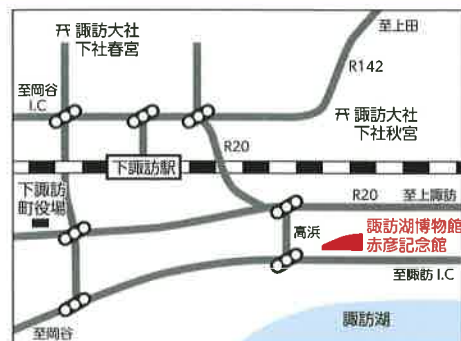 諏訪大社
下社春宮
至上田
R142
至岡谷
I.C
諏訪大社
下社秋宮
R20
下諏訪駅
下諏訪
町役場
R20
至上諏訪
高浜
諏訪湖博物館
赤彦記念館
至諏訪 I.C
至岡谷
諏訪湖